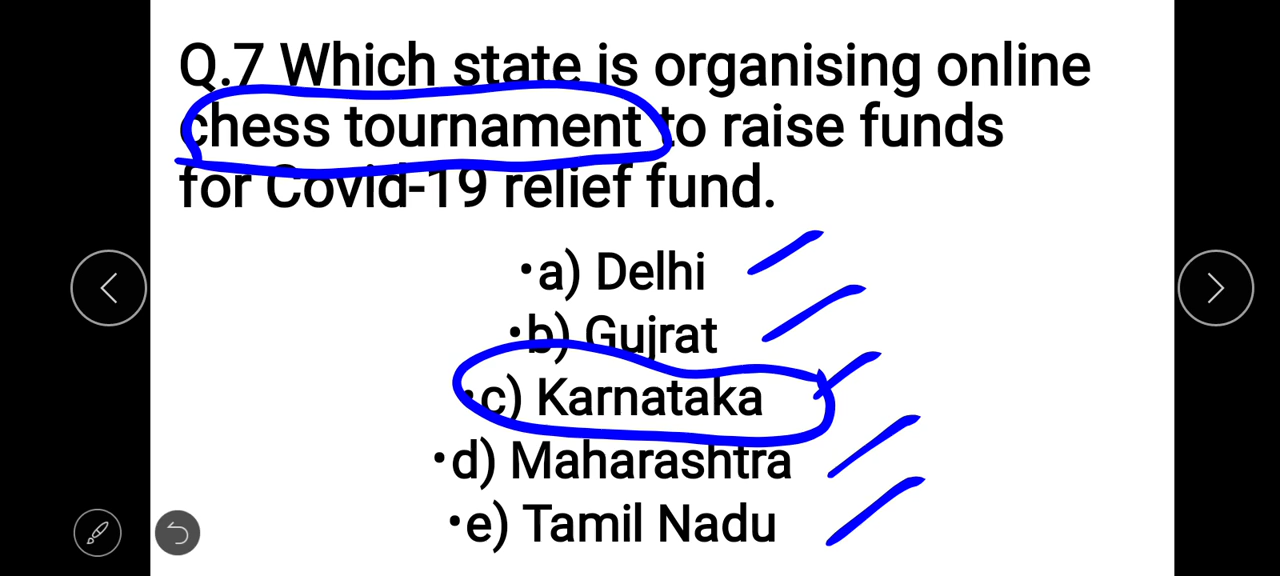 Q.7 Which state is organising online
chess tournament to raise funds
for Covid-19 relief fund.
•a) Delhi
•b) Gujrat
•c) Karnataka
•d) Maharashtra
•e) Tamil Nadu